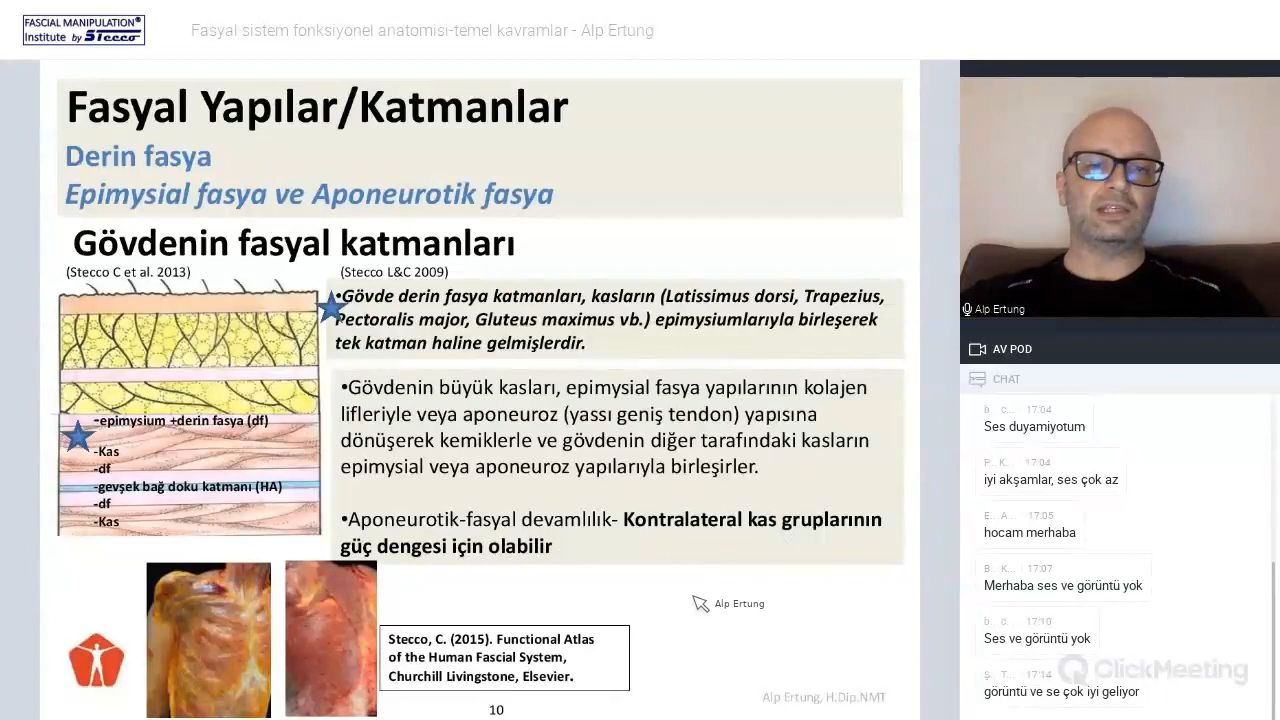 FASCIAL MANIPULATION®
Institute by Stecco
Fasyal sistem fonksiyonel anatomisi-temel kavramlar - Alp Ertung
Fasyal Yapılar/Katmanlar
Derin fasya
Epimysial fasya ve Aponeurotik fasya
Gövdenin fasyal katmanları
(Stecco C et al. 2013)
(Stecco L&C 2009)
•Gövde derin fasya katmanları, kasların (Latissimus dorsi, Trapezius,
Pectoralis major, Gluteus maximus vb.) epimysiumlarıyla birleşerek
tek katman haline gelmişlerdir.
-epimysium +derin fasya (df)
-Kas
-df
-gevşek bağ doku katmanı (HA)
-df
-Kas
•Gövdenin büyük kasları, epimysial fasya yapılarının kolajen
lifleriyle veya aponeuroz (yassı geniş tendon) yapısına
dönüşerek kemiklerle ve gövdenin diğer tarafındaki kasların
epimysial veya aponeuroz yapılarıyla birleşirler.
•Aponeurotik-fasyal devamlılık- Kontralateral kas gruplarının
güç dengesi için olabilir
Alp Ertung
Stecco, C. (2015). Functional Atlas
of the Human Fascial System,
Churchill Livingstone, Elsevier.
Alp Ertung, H.Dip.NMT
10
Alp Ertung
AV POD
CHAT
b. c... 17:04
Ses duyamiyotum
P.. K... 17:04
iyi akşamlar, ses çok az
E... A... 17:05
hocam merhaba
B.. K... 17:07
Merhaba ses ve görüntü yok
b. c... 17:10
Ses ve görüntü yok
Ş.. T... 17:14
görüntü ve se çok iyi geliyor
ClickMeeting